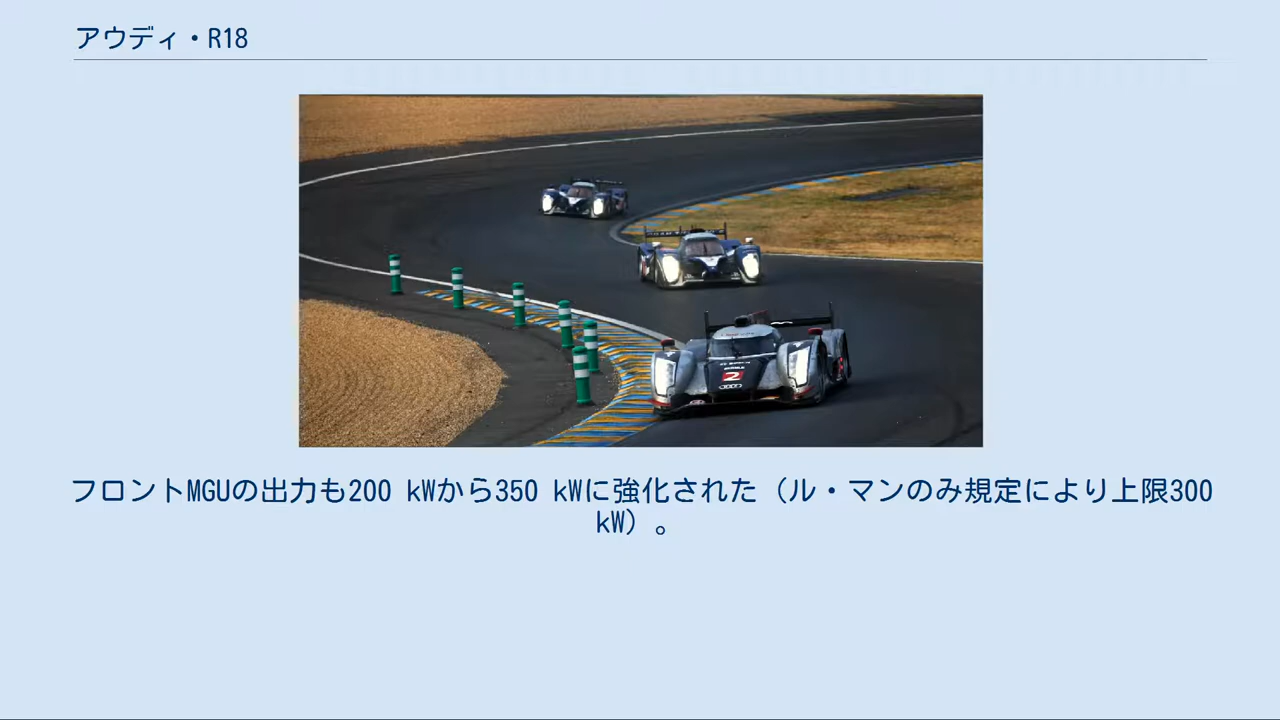 アウディ・R18
2
フロントMGUの出力も200 kWから350 kWに強化された（ル・マンのみ規定により上限300
kW）。